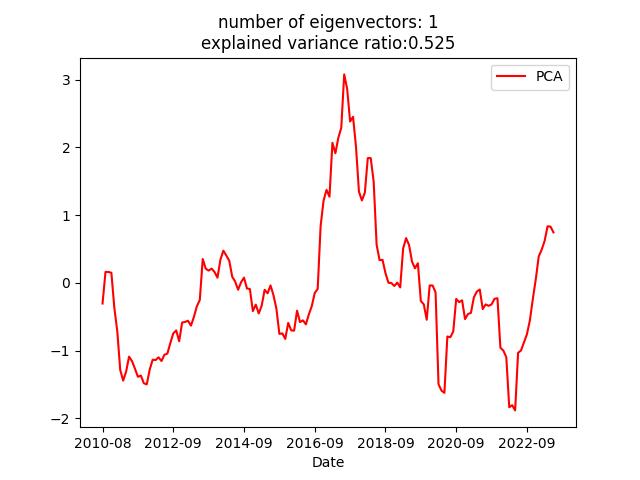 number of eigenvectors: 1
explained variance ratio:0.525
PCA
3
2
1
0
−1
−2
2010-08 2012-09 2014-09 2016-09 2018-09 2020-09 2022-09
Date